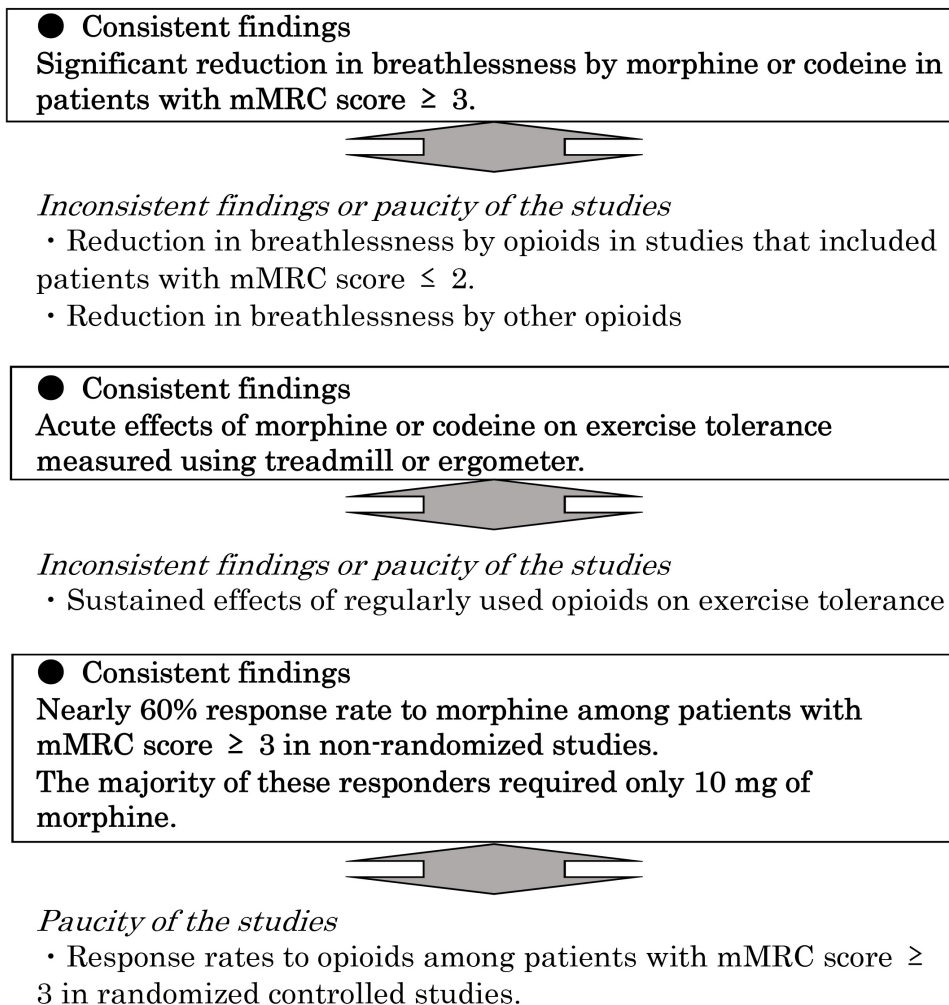 ● Consistent findings
Significant reduction in breathlessness by morphine or codeine in
patients with mMRC score ≥ 3.
Inconsistent findings or paucity of the studies
・Reduction in breathlessness by opioids in studies that included
patients with mMRC score ≤ 2.
・Reduction in breathlessness by other opioids
● Consistent findings
Acute effects of morphine or codeine on exercise tolerance
measured using treadmill or ergometer.
Inconsistent findings or paucity of the studies
・Sustained effects of regularly used opioids on exercise tolerance
● Consistent findings
Nearly 60% response rate to morphine among patients with
mMRC score ≥ 3 in non-randomized studies.
The majority of these responders required only 10 mg of
morphine.
Paucity of the studies
・Response rates to opioids among patients with mMRC score ≥
3 in randomized controlled studies.